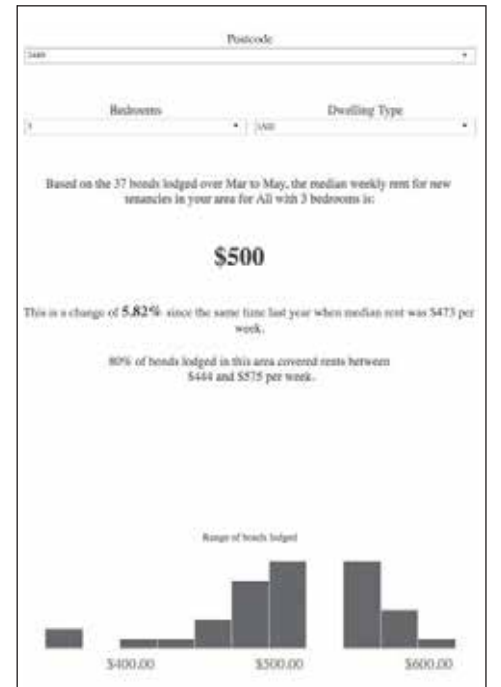 Postcode
Bedrooms
Dwelling Type
3
Based on the 37 bonds lodged over Mar to May, the median weekly rent for new
tenancies in your area for All with 3 bedrooms is:
$500
This is a change of 5.82% since the same time last year when median rent was $473 per
week.
80% of bonds lodged in this area covered rents between
$444 and $575 per week.
Range of bonds lodged
$400.00
$500.00
$600.00